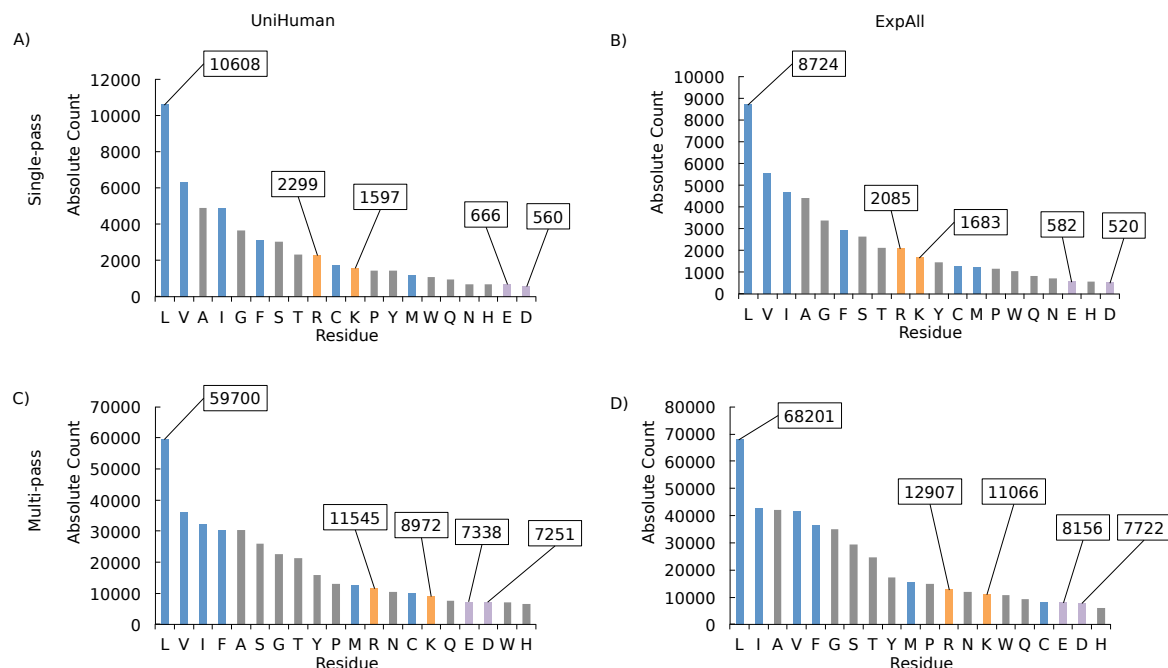 UniHuman
ExpAll
A)
Single-pass
Absolute Count
12000
10000
8000
6000
4000
2000
0
10608
2299
1597
666
560
L V A I G F S T R C K P Y M W Q N H E D
Residue
B)
Absolute Count
10000
9000
8000
7000
6000
5000
4000
3000
2000
1000
0
8724
2085
1683
582
520
L V I A G F S T R K Y C M P W Q N E H D
Residue
C)
Multi-pass
Absolute Count
70000
60000
50000
40000
30000
20000
10000
0
59700
11545
8972
7338
7251
L V I F A S G T Y P M R N C K Q E D W H
Residue
D)
Absolute Count
80000
70000
60000
50000
40000
30000
20000
10000
0
68201
12907
11066
8156
7722
L I A V F G S T Y M P R N K W Q C E D H
Residue